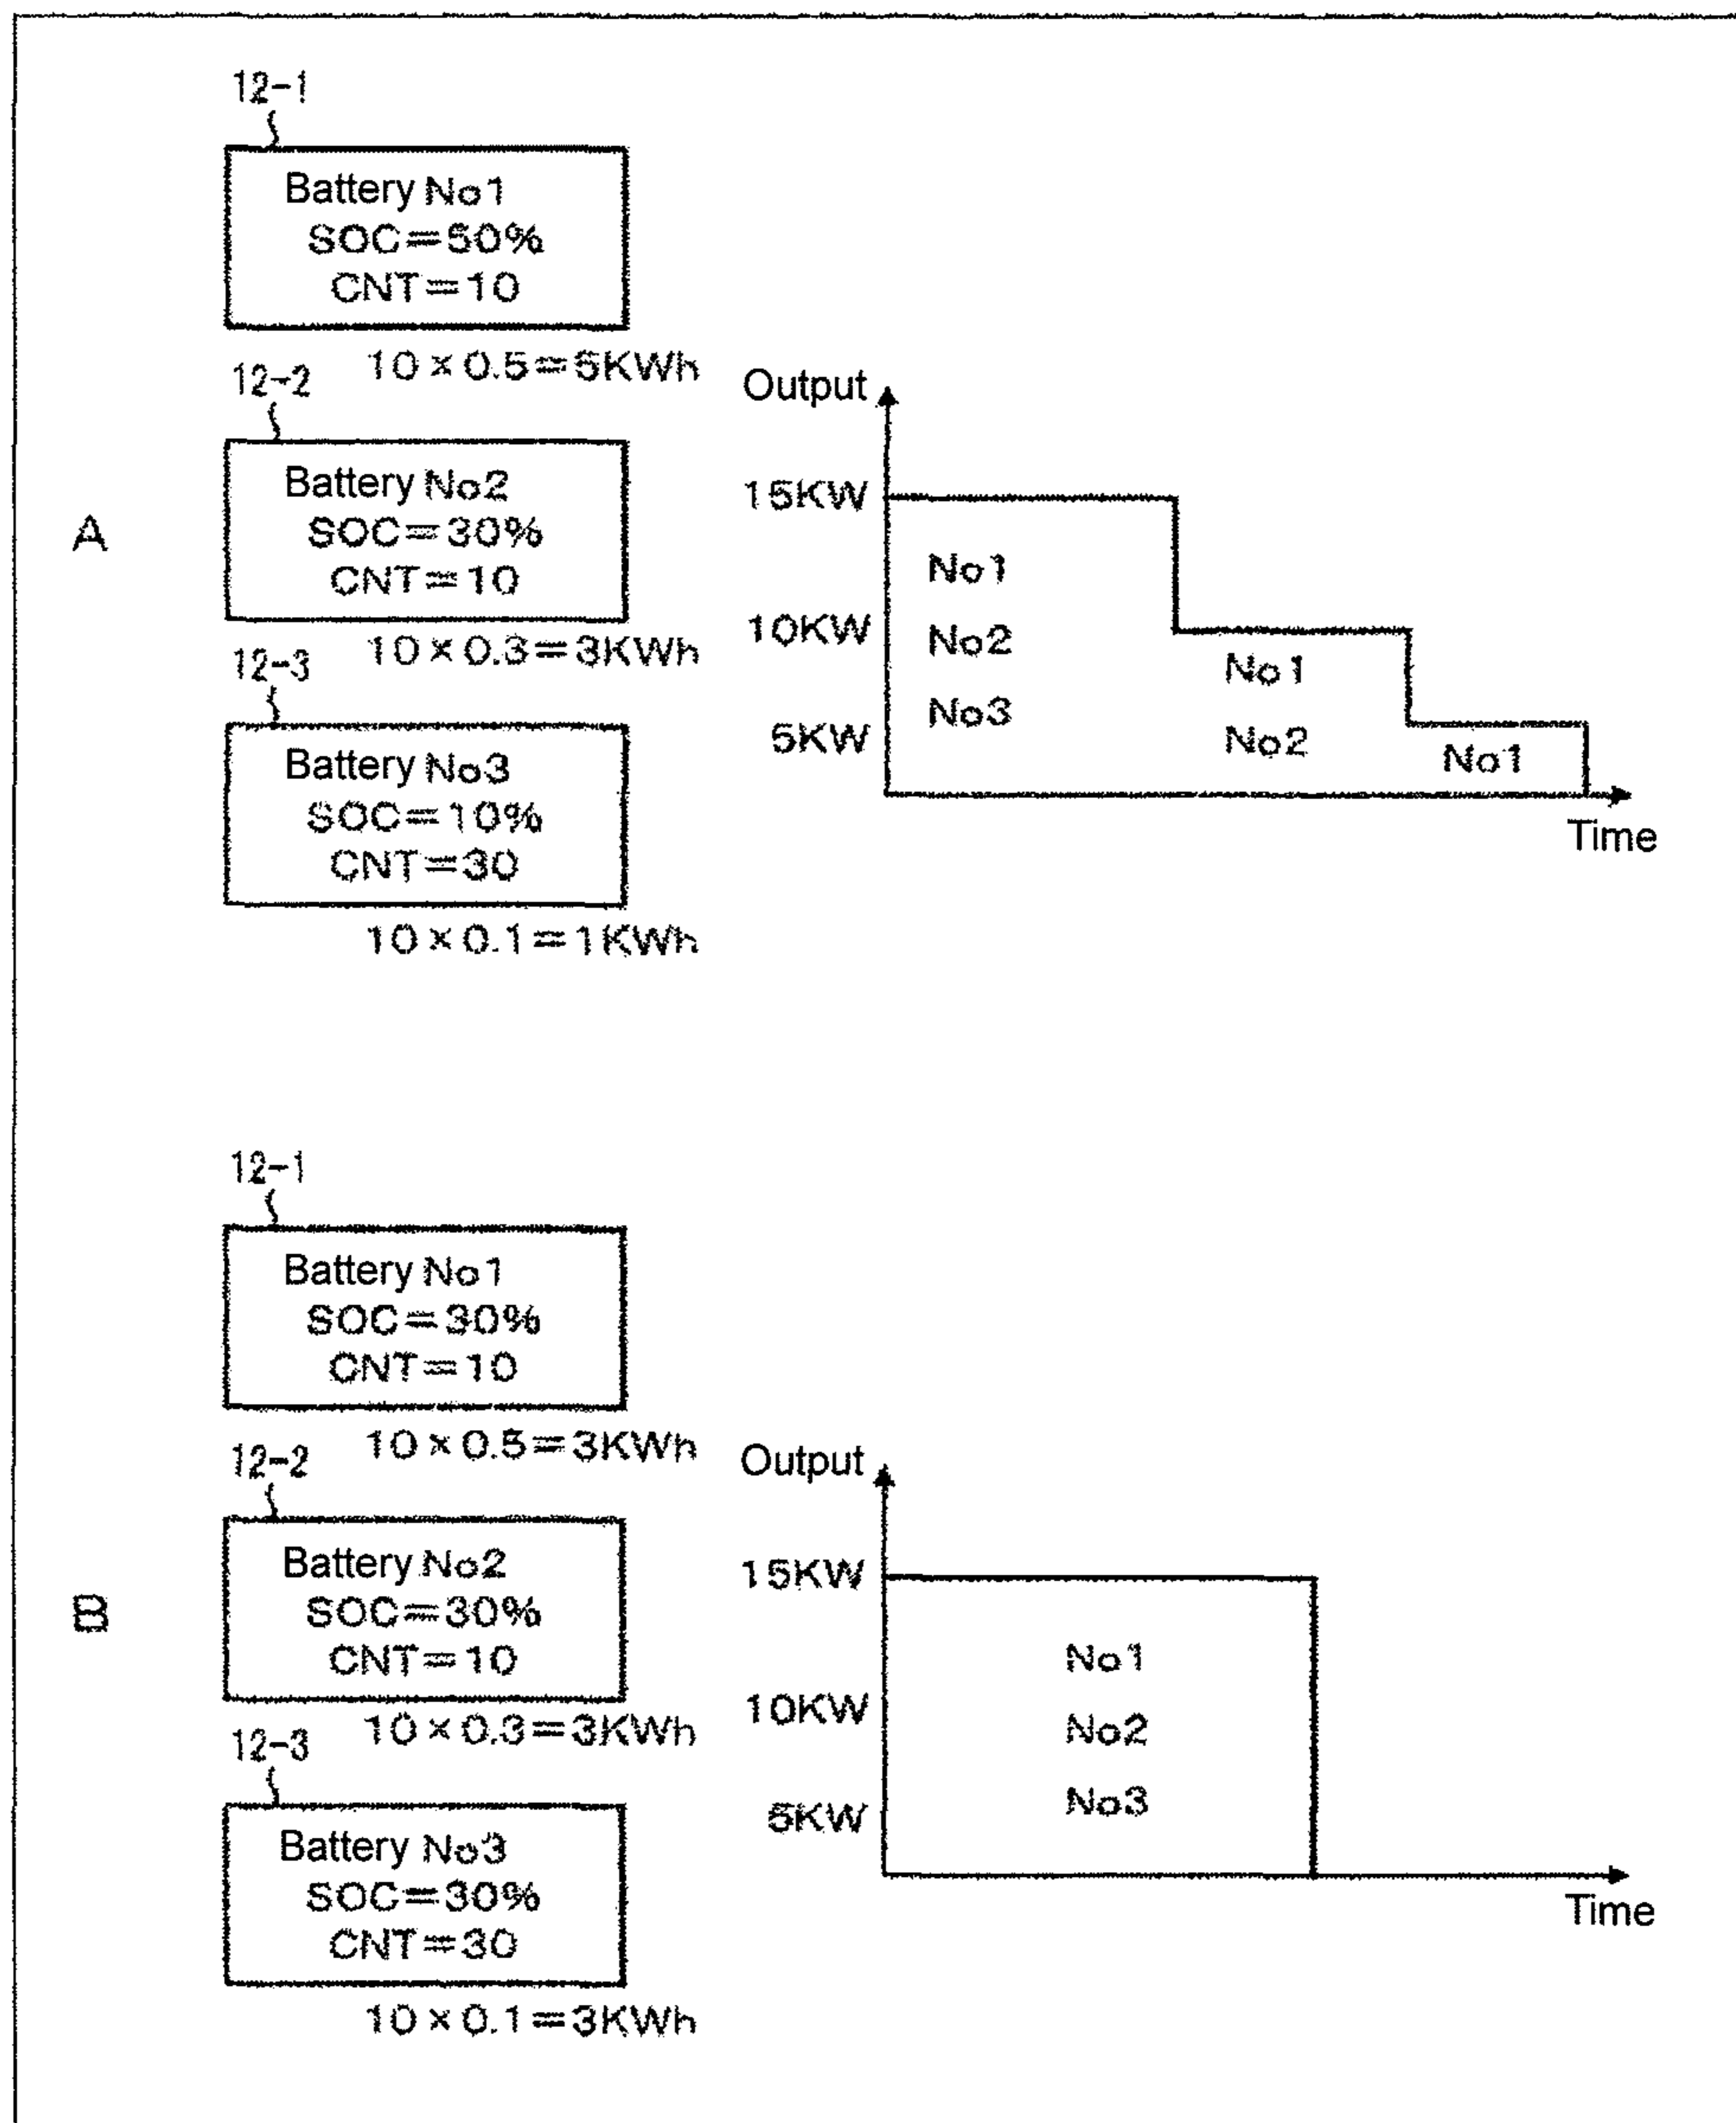 12-1
Battery No1
SOC=50%
CNT=10
10×0.5=5KWh
12-2
Battery No2
SOC=30%
CNT=10
10×0.3=3KWh
12-3
Battery No3
SOC=10%
CNT=30
10×0.1=1KWh
A
Output
15KW
10KW
5KW
No1
No2
No3
No1
No2
No1
Time
12-1
Battery No1
SOC=30%
CNT=10
10×0.5=3KWh
12-2
Battery No2
SOC=30%
CNT=10
10×0.3=3KWh
12-3
Battery No3
SOC=30%
CNT=30
10×0.1=3KWh
B
Output
15KW
10KW
5KW
No1
No2
No3
Time